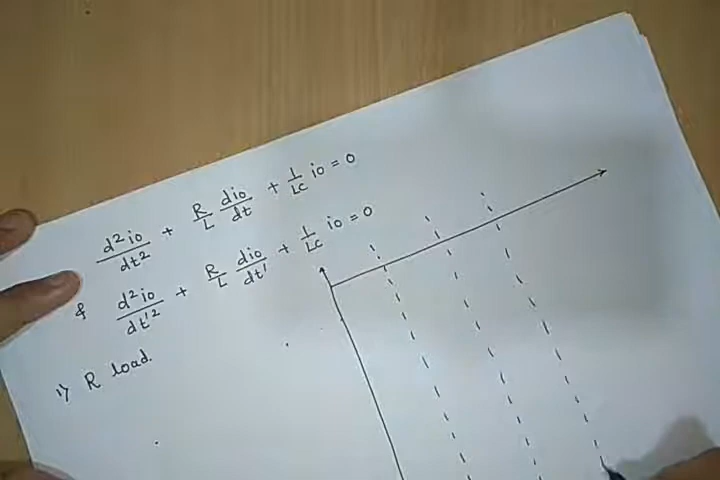 d²io/dt² + R/L dio/dt + 1/LC io = 0
& d²io/dt'² + R/L dio/dt' + 1/LC io = 0
1) R load.